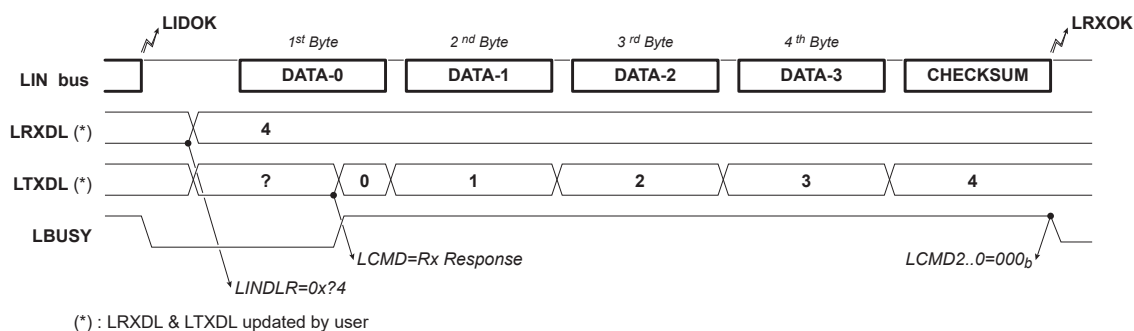 LIDOK LRXOK
1st Byte 2nd Byte 3rd Byte 4th Byte
LIN bus DATA-0 DATA-1 DATA-2 DATA-3 CHECKSUM
LRXDL (*) 4
LTXDL (*) ? 0 1 2 3 4
LBUSY
LCMD=Rx Response LCMD2..0=000b
LINDLR=0x?4
(*) : LRXDL & LTXDL updated by user